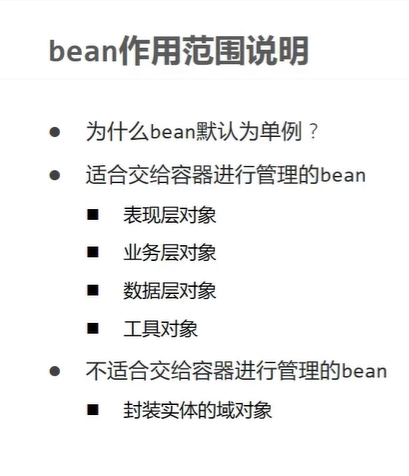 bean作用范围说明
为什么bean默认为单例？
适合交给容器进行管理的bean
表现层对象
业务层对象
数据层对象
工具对象
不适合交给容器进行管理的bean
封装实体的域对象